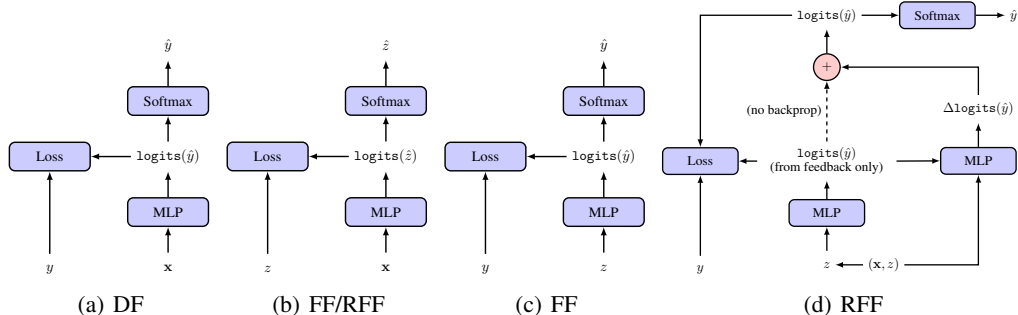 ŷ
Softmax
Loss
logits(ŷ)
MLP
y
x
(a) DF
ẑ
Softmax
Loss
logits(ẑ)
MLP
z
x
(b) FF/RFF
ŷ
Softmax
Loss
logits(ŷ)
MLP
y
z
(c) FF
logits(ŷ)
Softmax
ŷ
+
(no backprop)
Δlogits(ŷ)
Loss
logits(ŷ)
(from feedback only)
MLP
MLP
y
z
(x, z)
(d) RFF